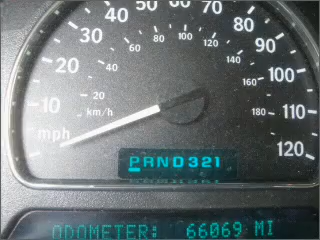 40 50 60 70 80
30 60 80 100 120 90
20 40 140 100
10 20 160 110
km/h 180
mph 120
PRND321
ODOMETER: 66069 MI